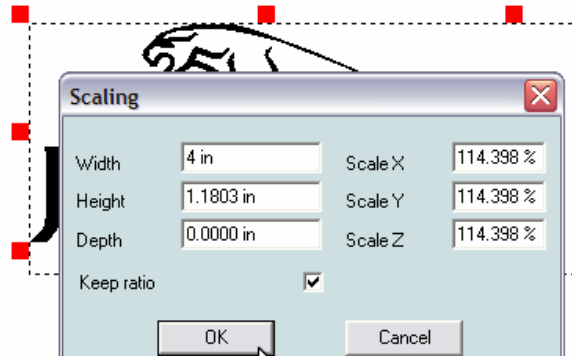 Scaling
Width 4 in Scale X 114.398 %
Height 1.1803 in Scale Y 114.398 %
Depth 0.0000 in Scale Z 114.398 %
Keep ratio
OK Cancel
J